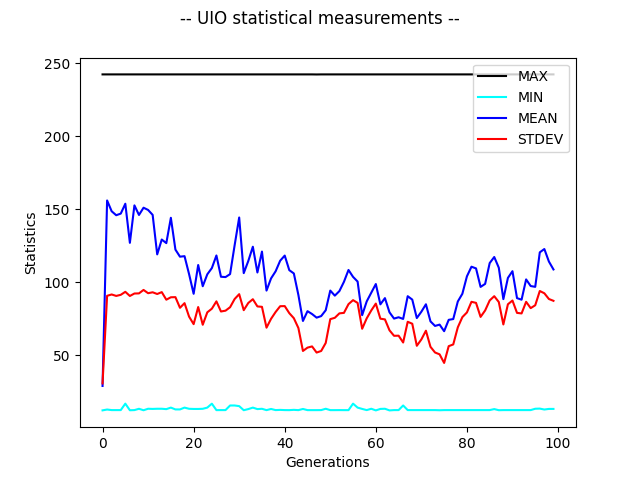 -- UIO statistical measurements --
250
200
150
100
50
Statistics
MAX
MIN
MEAN
STDEV
0 20 40 60 80 100
Generations